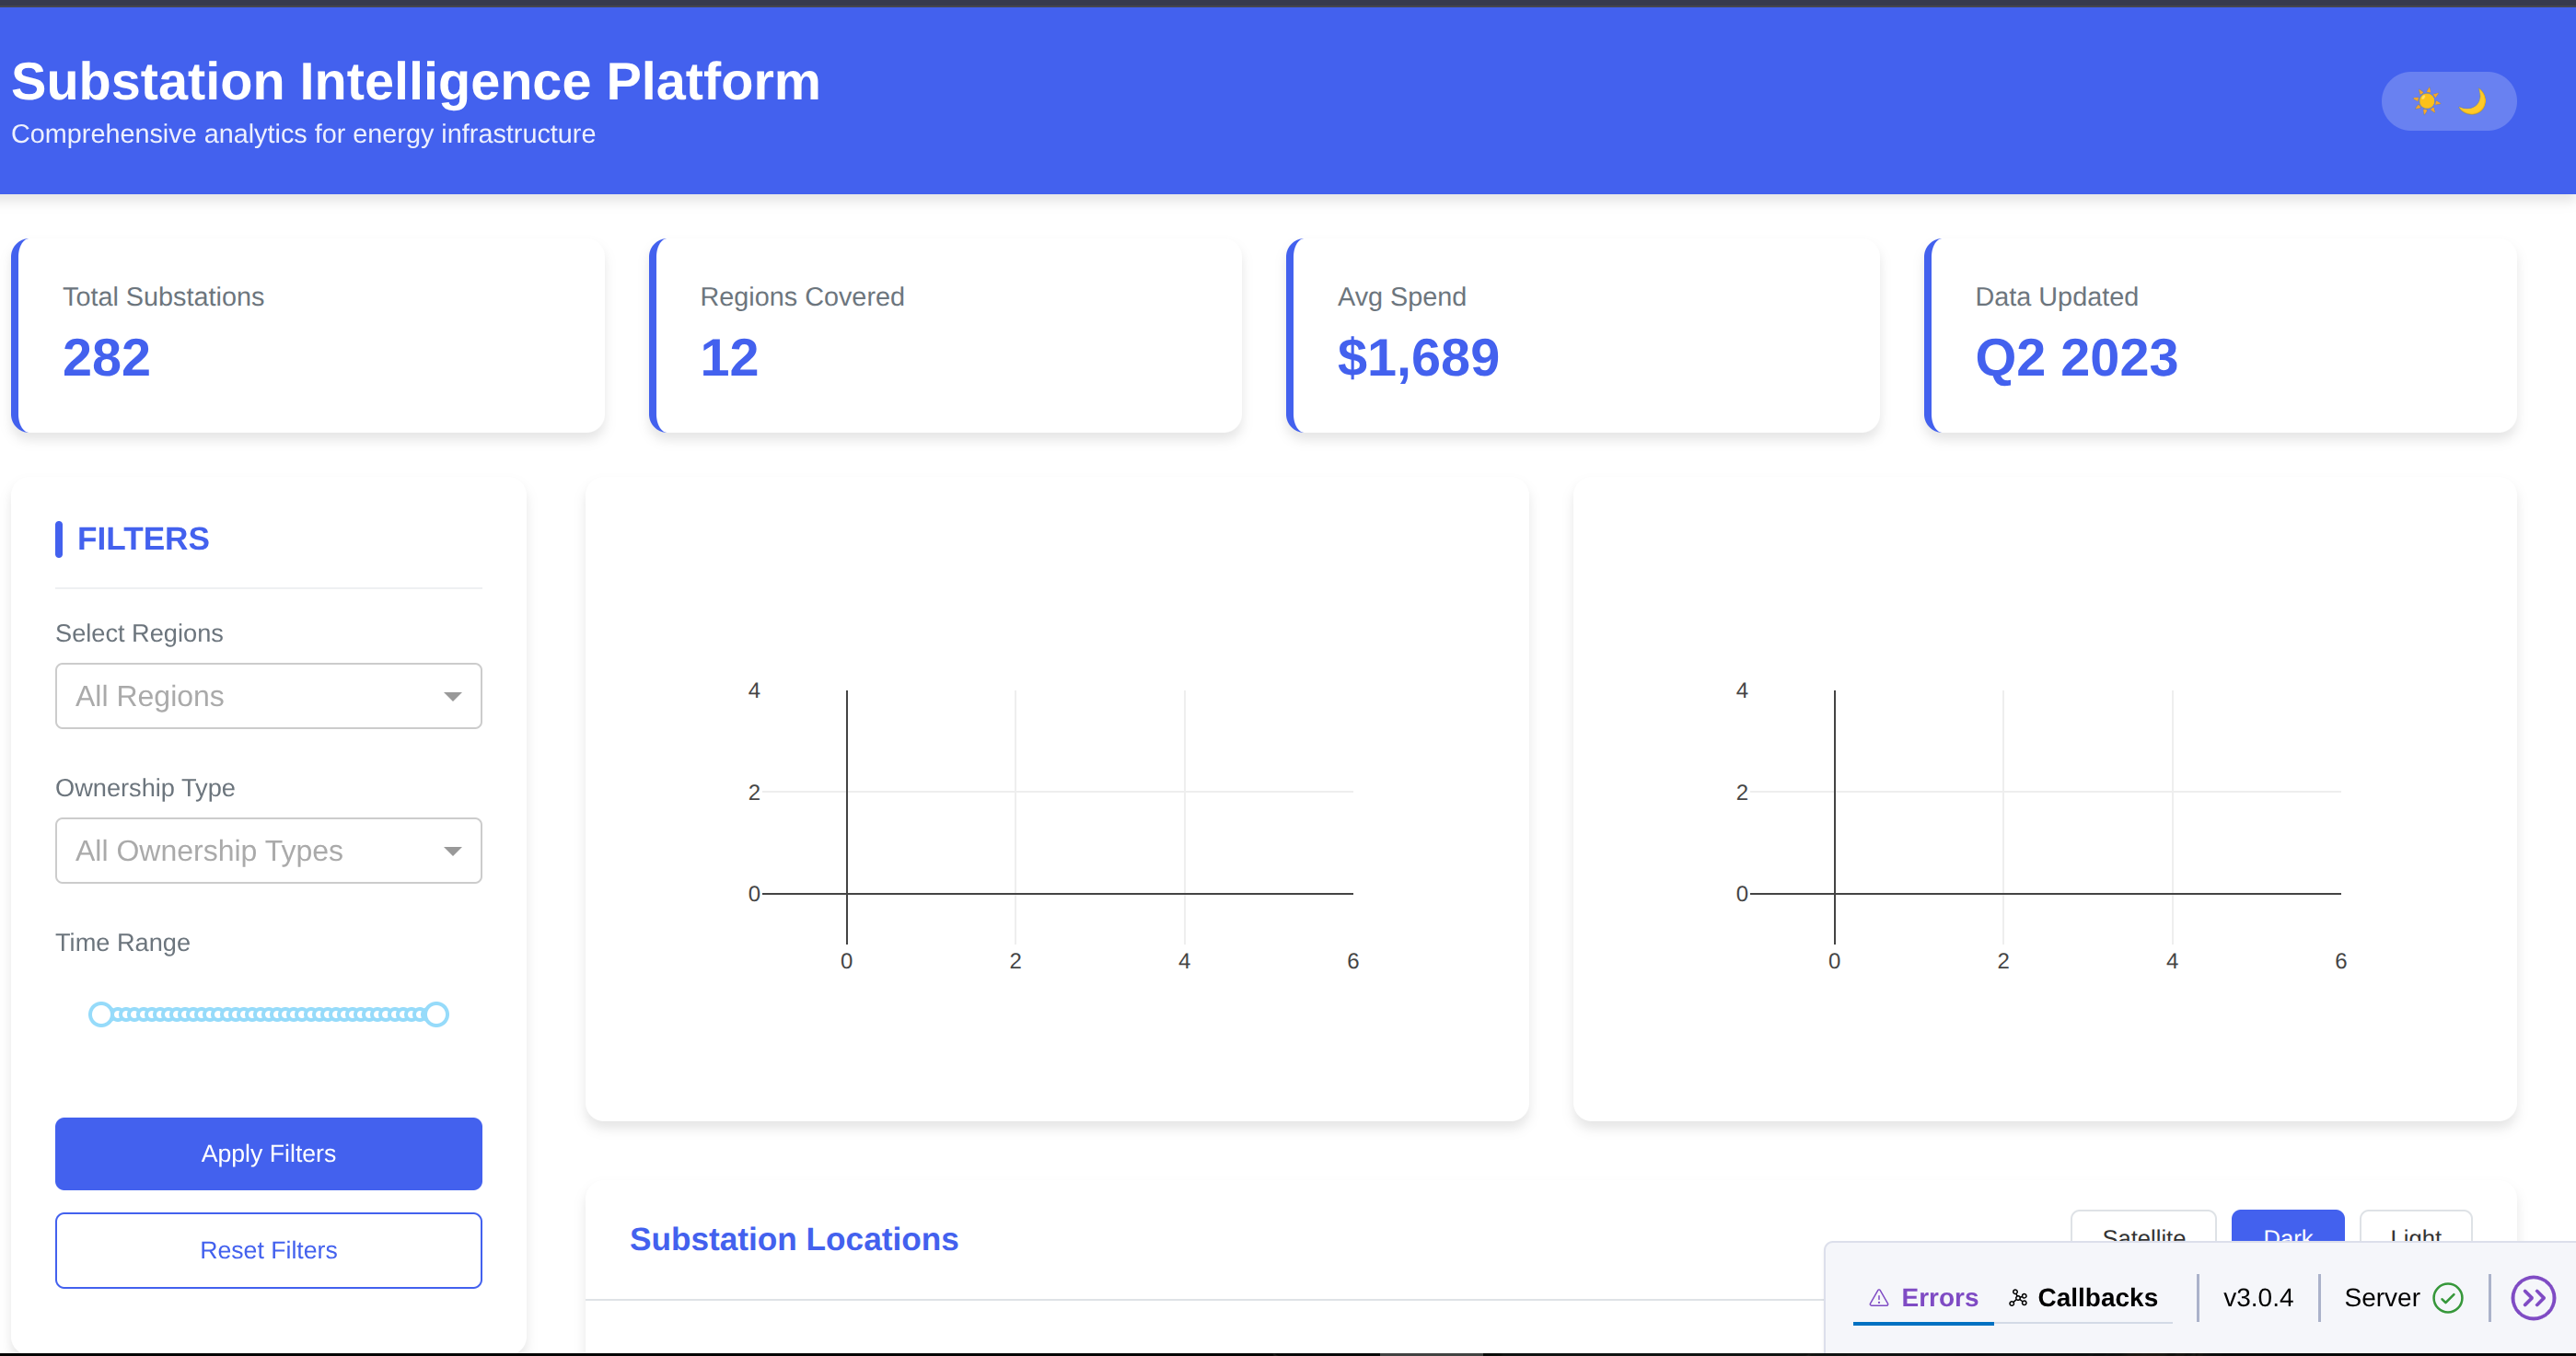 Substation Intelligence Platform
Comprehensive analytics for energy infrastructure
Total Substations
282
Regions Covered
12
Avg Spend
$1,689
Data Updated
Q2 2023
FILTERS
Select Regions
All Regions
Ownership Type
All Ownership Types
Time Range
Apply Filters
Reset Filters
4
2
0
0 2 4 6
4
2
0
0 2 4 6
Substation Locations
Satellite Dark Light
Errors Callbacks v3.0.4 Server